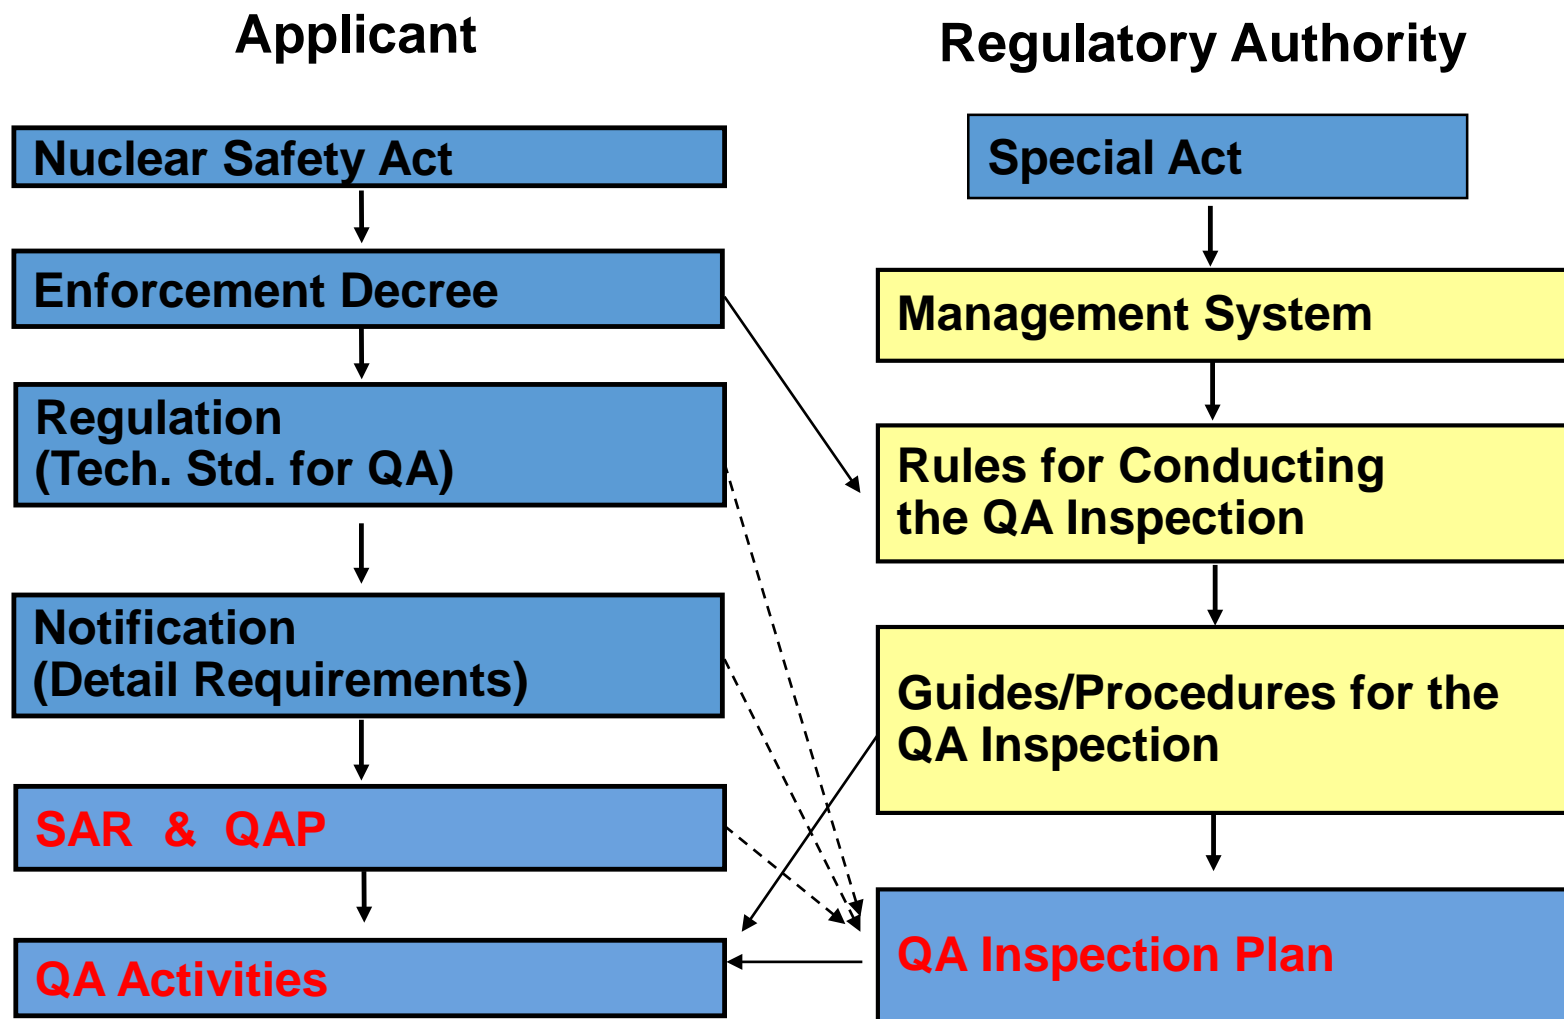 Applicant
Nuclear Safety Act
Enforcement Decree
Regulation
(Tech. Std. for QA)
Notification
(Detail Requirements)
SAR & QAP
QA Activities
Regulatory Authority
Special Act
Management System
Rules for Conducting
the QA Inspection
Guides/Procedures for the
QA Inspection
QA Inspection Plan